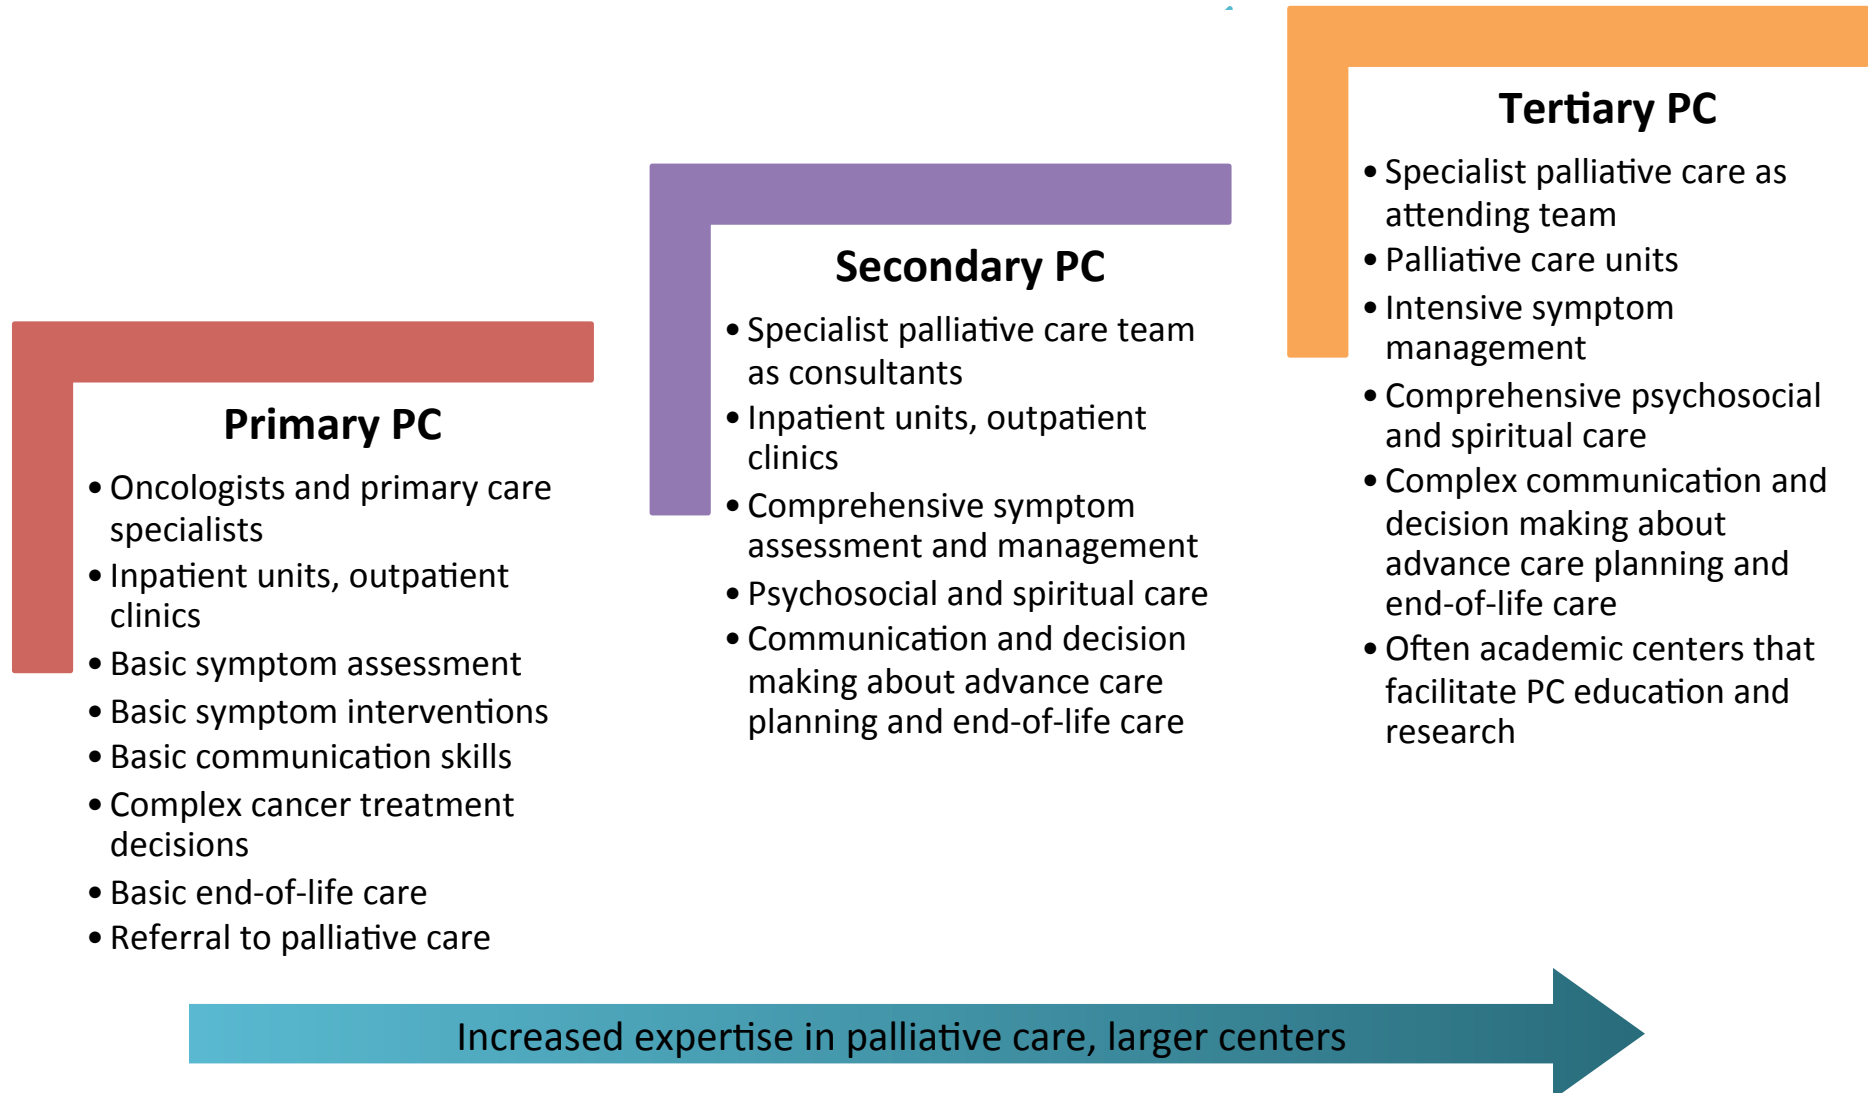 Primary PC
• Oncologists and primary care
specialists
• Inpatient units, outpatient
clinics
• Basic symptom assessment
• Basic symptom interventions
• Basic communication skills
• Complex cancer treatment
decisions
• Basic end-of-life care
• Referral to palliative care
Secondary PC
• Specialist palliative care team
as consultants
• Inpatient units, outpatient
clinics
• Comprehensive symptom
assessment and management
• Psychosocial and spiritual care
• Communication and decision
making about advance care
planning and end-of-life care
Tertiary PC
• Specialist palliative care as
attending team
• Palliative care units
• Intensive symptom
management
• Comprehensive psychosocial
and spiritual care
• Complex communication and
decision making about
advance care planning and
end-of-life care
• Often academic centers that
facilitate PC education and
research
Increased expertise in palliative care, larger centers